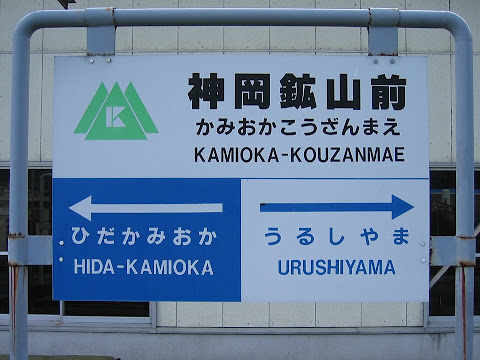 K
神岡鉱山前
かみおかこうざんまえ
KAMIOKA-KOUZANMAE
ひだかみおか
HIDA-KAMIOKA
うるしやま
URUSHIYAMA